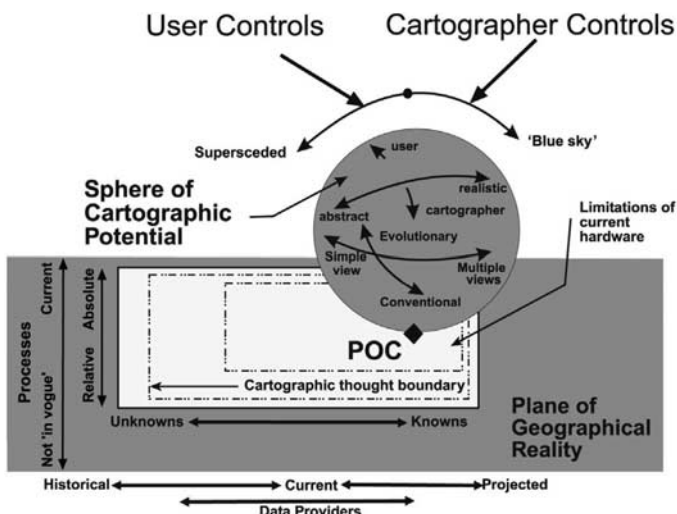 User Controls
Cartographer Controls
Supersceded
'Blue sky'
user
Sphere of
Cartographic
Potential
realistic
abstract
cartographer
Limitations of
current
hardware
Evolutionary
Simple
view
Multiple
views
Conventional
POC
Processes
Current
Not 'in vogue'
Absolute
Relative
Cartographic thought boundary
Unknowns
Knowns
Plane of
Geographical
Reality
Historical
Current
Projected
Data Providers